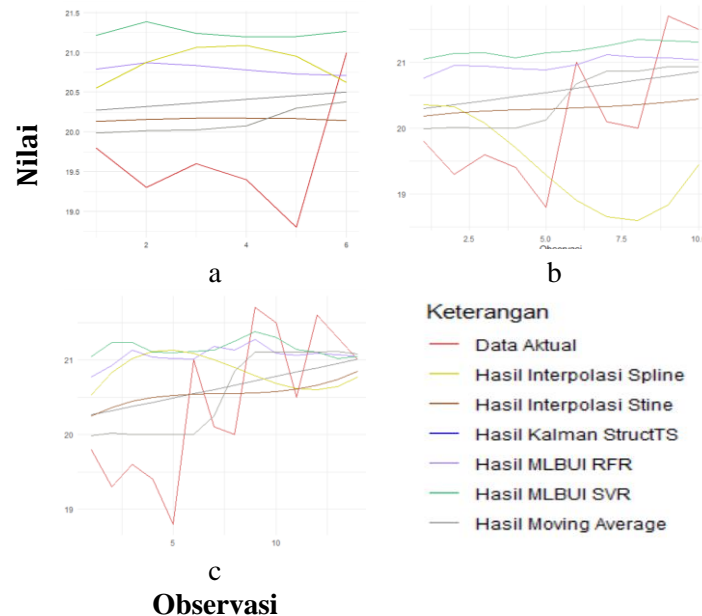 21.5
21.0
20.5
20.0
19.5
19.0
2
4
6
a
Nilai
21
20
19
2.5
5.0
7.5
10.
Observasi
b
21
20
19
5
10
c
Observasi
Keterangan
Data Aktual
Hasil Interpolasi Spline
Hasil Interpolasi Stine
Hasil Kalman StructTS
Hasil MLBUI RFR
Hasil MLBUI SVR
Hasil Moving Average